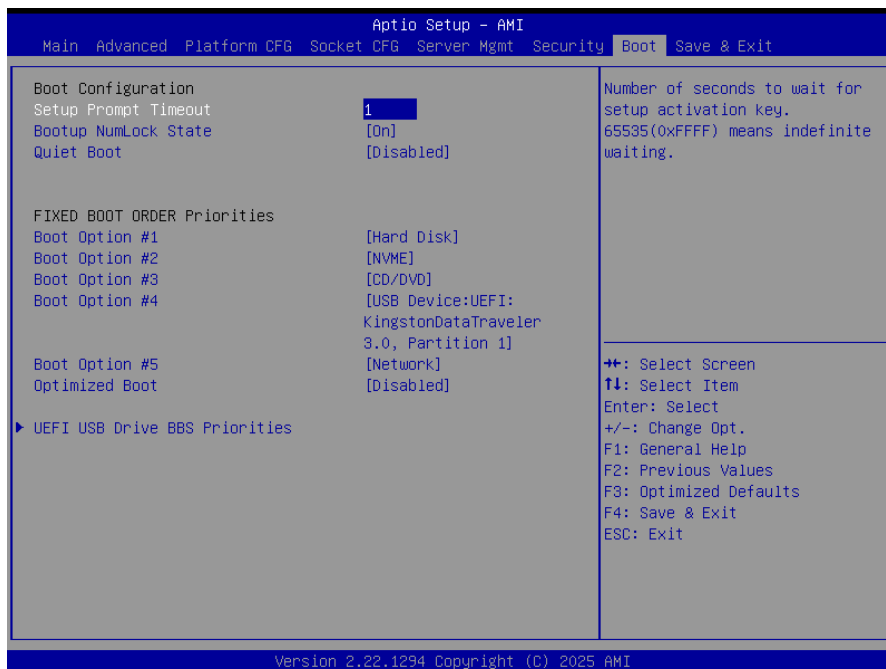 Aptio Setup – AMI
Main Advanced Platform CFG Socket CFG Server Mgmt Security Boot Save & Exit
Boot Configuration
Setup Prompt Timeout 1
Bootup NumLock State [On]
Quiet Boot [Disabled]
FIXED BOOT ORDER Priorities
Boot Option #1 [Hard Disk]
Boot Option #2 [NVME]
Boot Option #3 [CD/DVD]
Boot Option #4 [USB Device:UEFI:
KingstonDataTraveler
3.0, Partition 1]
Boot Option #5 [Network]
Optimized Boot [Disabled]
UEFI USB Drive BBS Priorities
Number of seconds to wait for
setup activation key.
65535(0xFFFF) means indefinite
waiting.
→←: Select Screen
↑↓: Select Item
Enter: Select
+/-: Change Opt.
F1: General Help
F2: Previous Values
F3: Optimized Defaults
F4: Save & Exit
ESC: Exit
Version 2.22.1294 Copyright (C) 2025 AMI